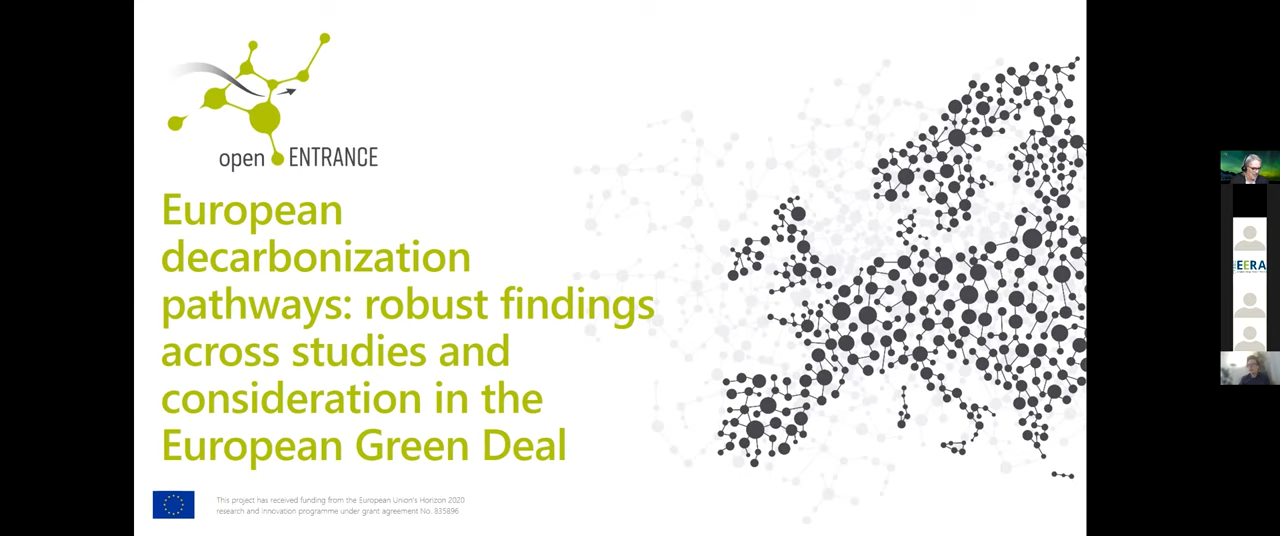 open ENTRANCE
European
decarbonization
pathways: robust findings
across studies and
consideration in the
European Green Deal
This project has received funding from the European Union's Horizon 2020
research and innovation programme under grant agreement No. 835896
EERA